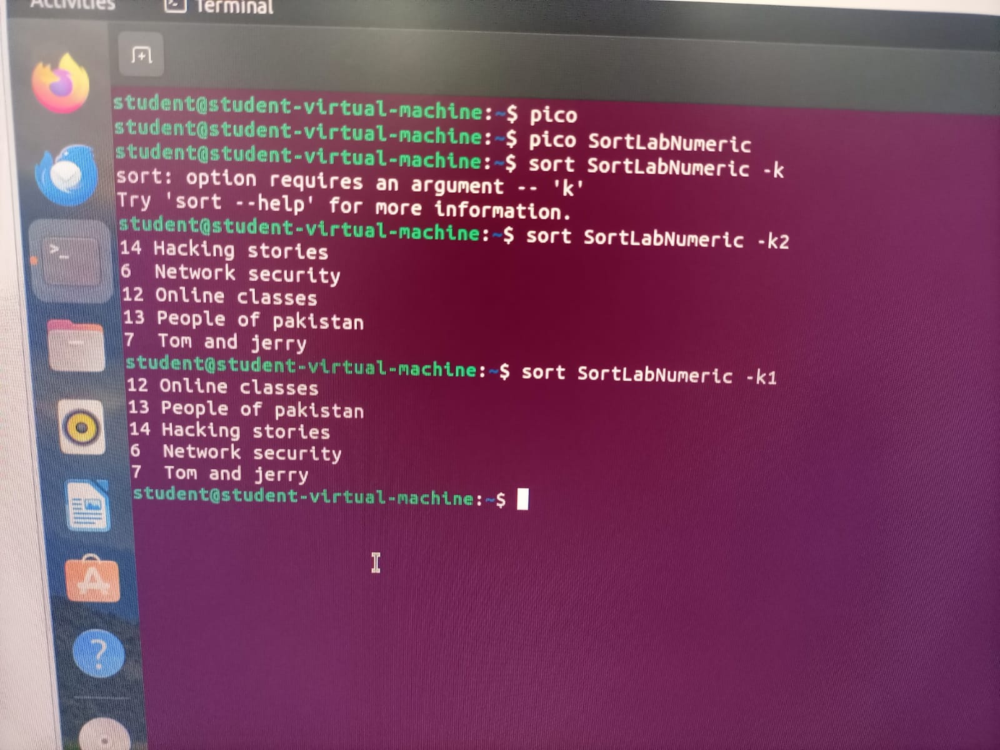 Activities Terminal
student@student-virtual-machine:~$ pico
student@student-virtual-machine:~$ pico SortLabNumeric
student@student-virtual-machine:~$ sort SortLabNumeric -k
sort: option requires an argument -- 'k'
Try 'sort --help' for more information.
student@student-virtual-machine:~$ sort SortLabNumeric -k2
14 Hacking stories
6  Network security
12 Online classes
13 People of pakistan
7  Tom and jerry
student@student-virtual-machine:~$ sort SortLabNumeric -k1
12 Online classes
13 People of pakistan
14 Hacking stories
6  Network security
7  Tom and jerry
student@student-virtual-machine:~$